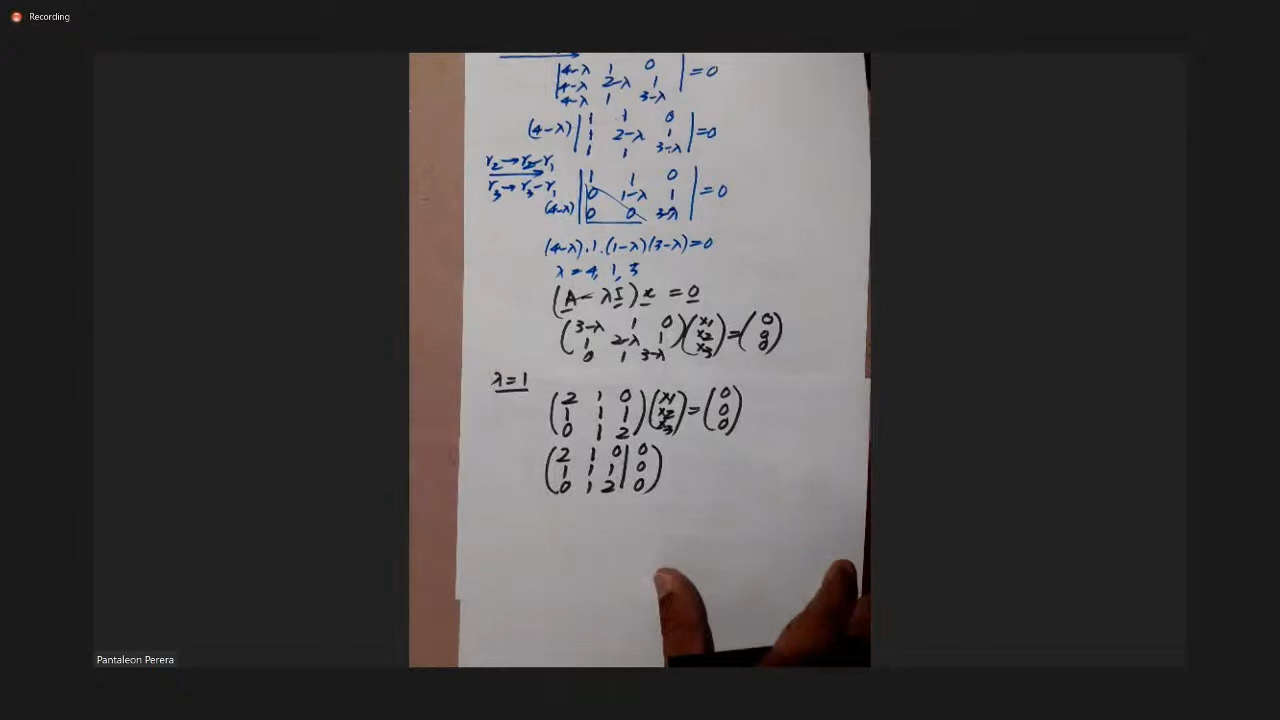 Recording
|4-λ 1 0|
|4-λ 2-λ 1| = 0
|4-λ 1 3-λ|
(4-λ) |1 1 0|
|1 2-λ 1| = 0
|1 1 3-λ|
r₂ → r₂-r₁
r₃ → r₃-r₁
(4-λ) |1 1 0|
|0 1-λ 1| = 0
|0 0 3-λ|
(4-λ).1.(1-λ)(3-λ) = 0
λ = 4, 1, 3
(A - λI)x = 0
(3-λ 1 0) (x₁) (0)
(1 2-λ 1) (x₂) = (0)
(0 1 3-λ) (x₃) (0)
λ = 1
(2 1 0) (x₁) (0)
(1 1 1) (x₂) = (0)
(0 1 2) (x₃) (0)
(2 1 0 | 0)
(1 1 1 | 0)
(0 1 2 | 0)
Pantaleon Perera